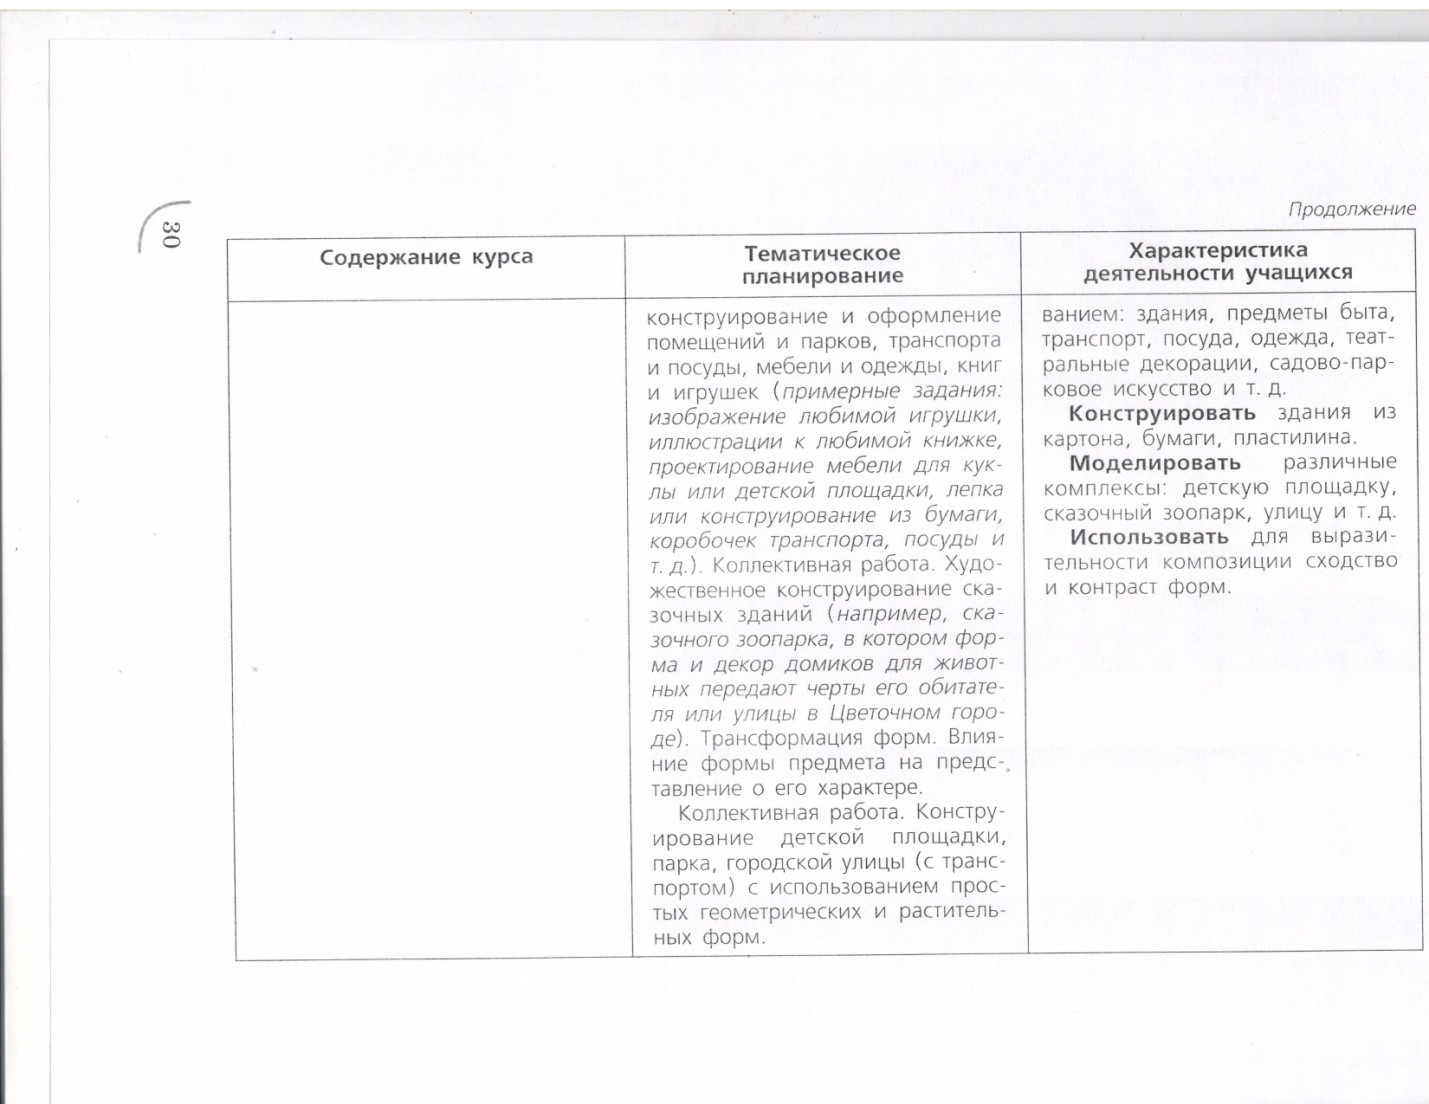 30
Продолжение
Содержание курса
Тематическое
планирование
Характеристика
деятельности учащихся
конструирование и оформление
помещений и парков, транспорта
и посуды, мебели и одежды, книг
и игрушек (примерные задания:
изображение любимой игрушки,
иллюстрации к любимой книжке,
проектирование мебели для кук-
лы или детской площадки, лепка
или конструирование из бумаги,
коробочек транспорта, посуды и
т. д.). Коллективная работа. Худо-
жественное конструирование ска-
зочных зданий (например, ска-
зочного зоопарка, в котором фор-
ма и декор домиков для живот-
ных передают черты его обитате-
ля или улицы в Цветочном горо-
де). Трансформация форм. Влия-
ние формы предмета на предс-
тавление о его характере.
Коллективная работа. Констру-
ирование детской площадки,
парка, городской улицы (с транс-
портом) с использованием прос-
тых геометрических и раститель-
ных форм.
ванием: здания, предметы быта,
транспорт, посуда, одежда, теат-
ральные декорации, садово-пар-
ковое искусство и т. д.
Конструировать здания из
картона, бумаги, пластилина.
Моделировать различные
комплексы: детскую площадку,
сказочный зоопарк, улицу и т. д.
Использовать для вырази-
тельности композиции сходство
и контраст форм.